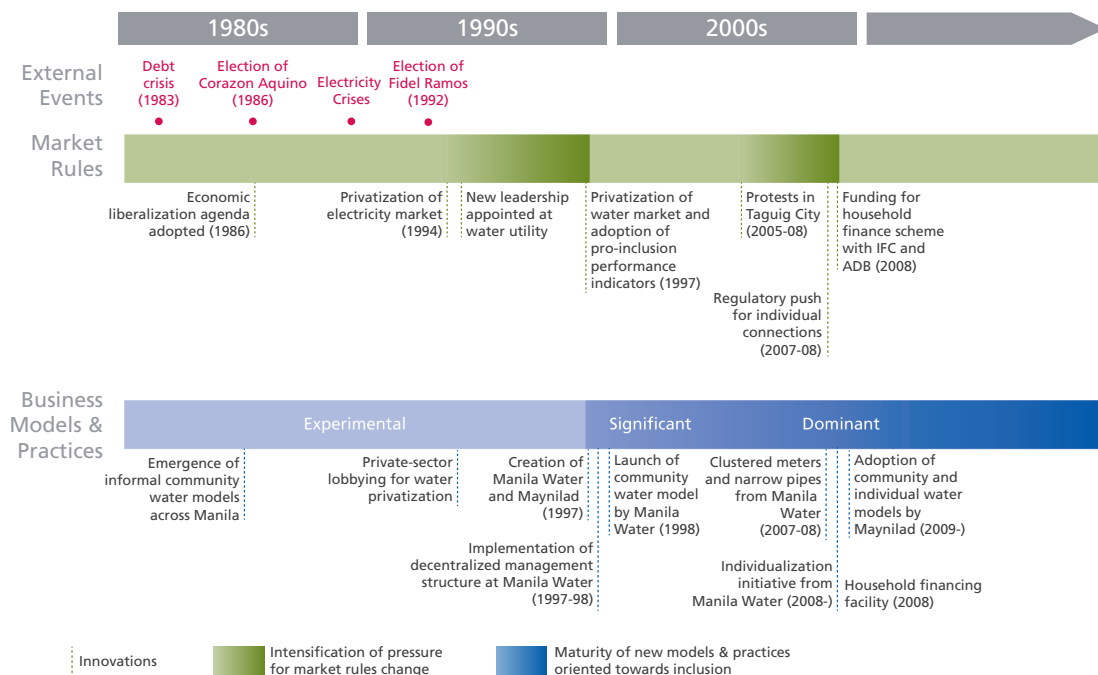 1980s
1990s
2000s
External
Events
Debt
crisis
(1983)
Election of
Corazon Aquino
(1986)
Electricity
Crises
Election of
Fidel Ramos
(1992)
Market
Rules
Economic
liberalization agenda
adopted (1986)
Privatization of
electricity market
(1994)
New leadership
appointed at
water utility
Privatization of
water market and
adoption of
pro-inclusion
performance
indicators (1997)
Protests in
Taguig City
(2005-08)
Regulatory push
for individual
connections
(2007-08)
Funding for
household
finance scheme
with IFC and
ADB (2008)
Business
Models &
Practices
Experimental
Significant
Dominant
Emergence of
informal community
water models
across Manila
Private-sector
lobbying for water
privatization
Creation of
Manila Water
and Maynilad
(1997)
Implementation of
decentralized management
structure at Manila Water
(1997-98)
Launch of
community
water model
by Manila
Water (1998)
Clustered meters
and narrow pipes
from Manila
Water
(2007-08)
Individualization
initiative from
Manila Water (2008-)
Adoption of
community and
individual water
models by
Maynilad (2009-)
Household financing
facility (2008)
Innovations
Intensification of pressure
for market rules change
Maturity of new models & practices
oriented towards inclusion